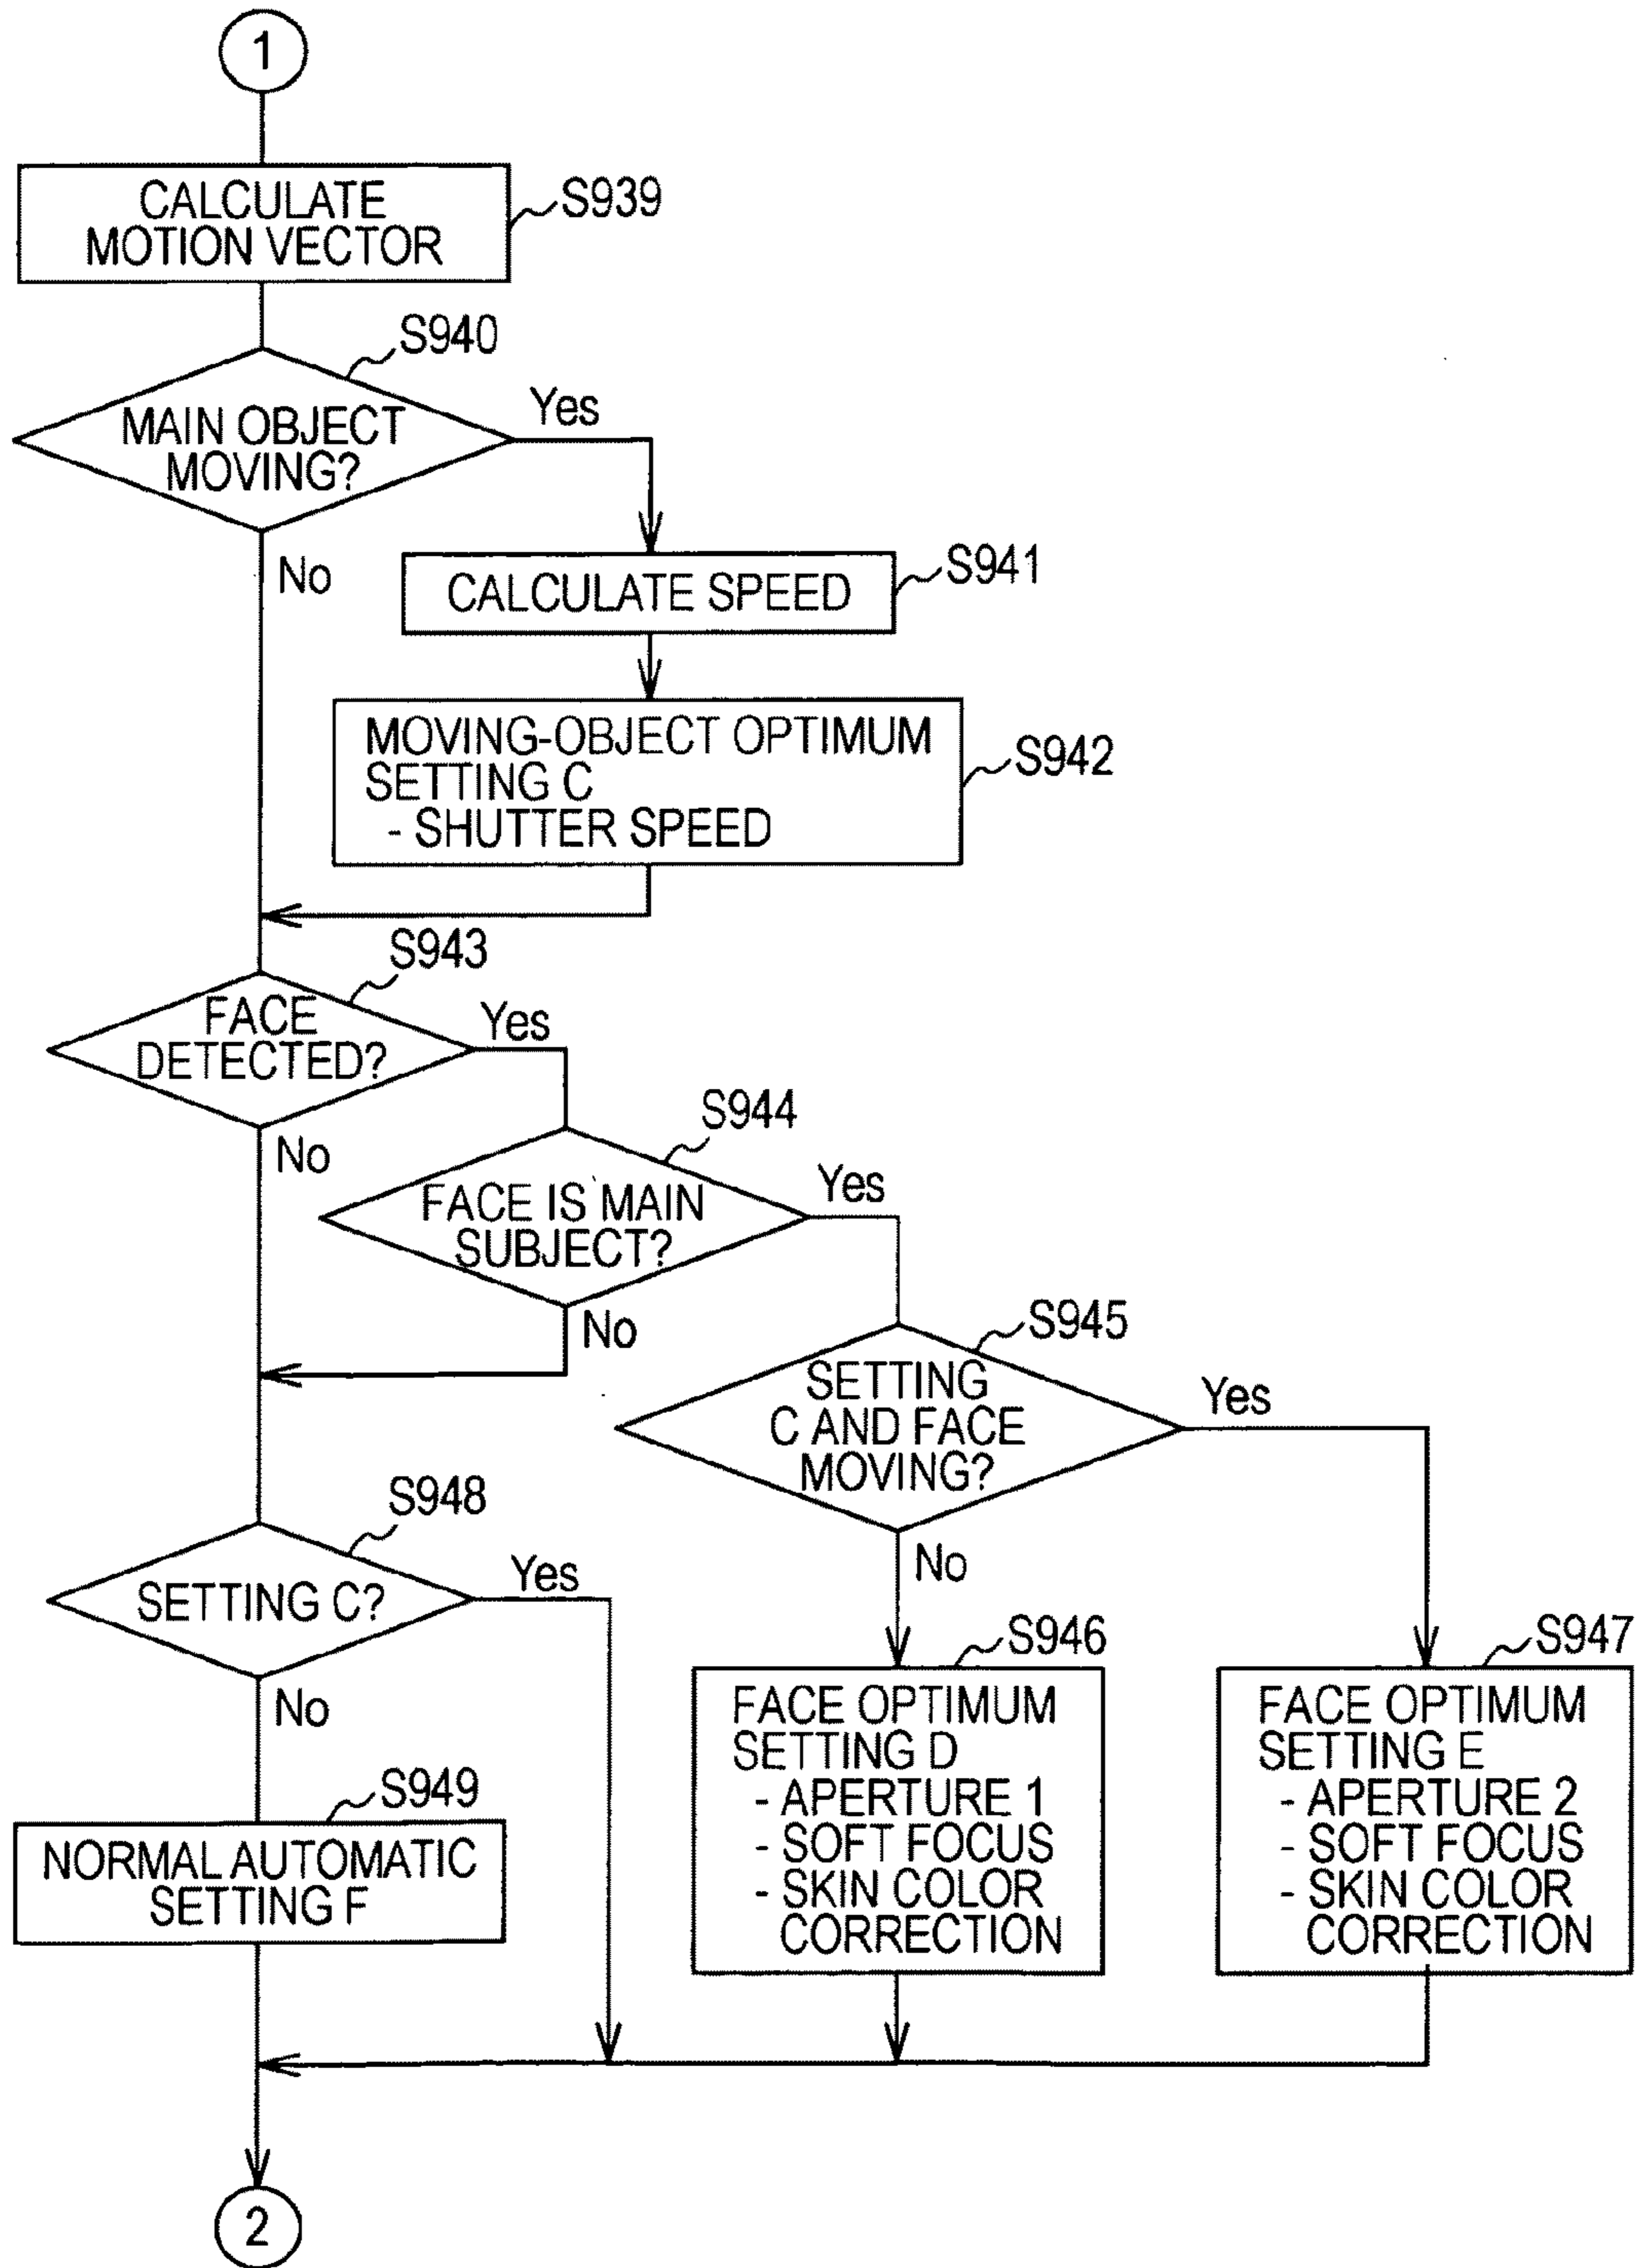 1
CALCULATE
MOTION VECTOR
S939
S940
MAIN OBJECT
MOVING?
Yes
No
CALCULATE SPEED
S941
MOVING-OBJECT OPTIMUM
SETTING C
- SHUTTER SPEED
S942
S943
FACE
DETECTED?
Yes
No
S944
FACE IS MAIN
SUBJECT?
Yes
No
S945
SETTING
C AND FACE
MOVING?
Yes
No
S948
SETTING C?
Yes
No
S946
FACE OPTIMUM
SETTING D
- APERTURE 1
- SOFT FOCUS
- SKIN COLOR
CORRECTION
S947
FACE OPTIMUM
SETTING E
- APERTURE 2
- SOFT FOCUS
- SKIN COLOR
CORRECTION
S949
NORMAL AUTOMATIC
SETTING F
2